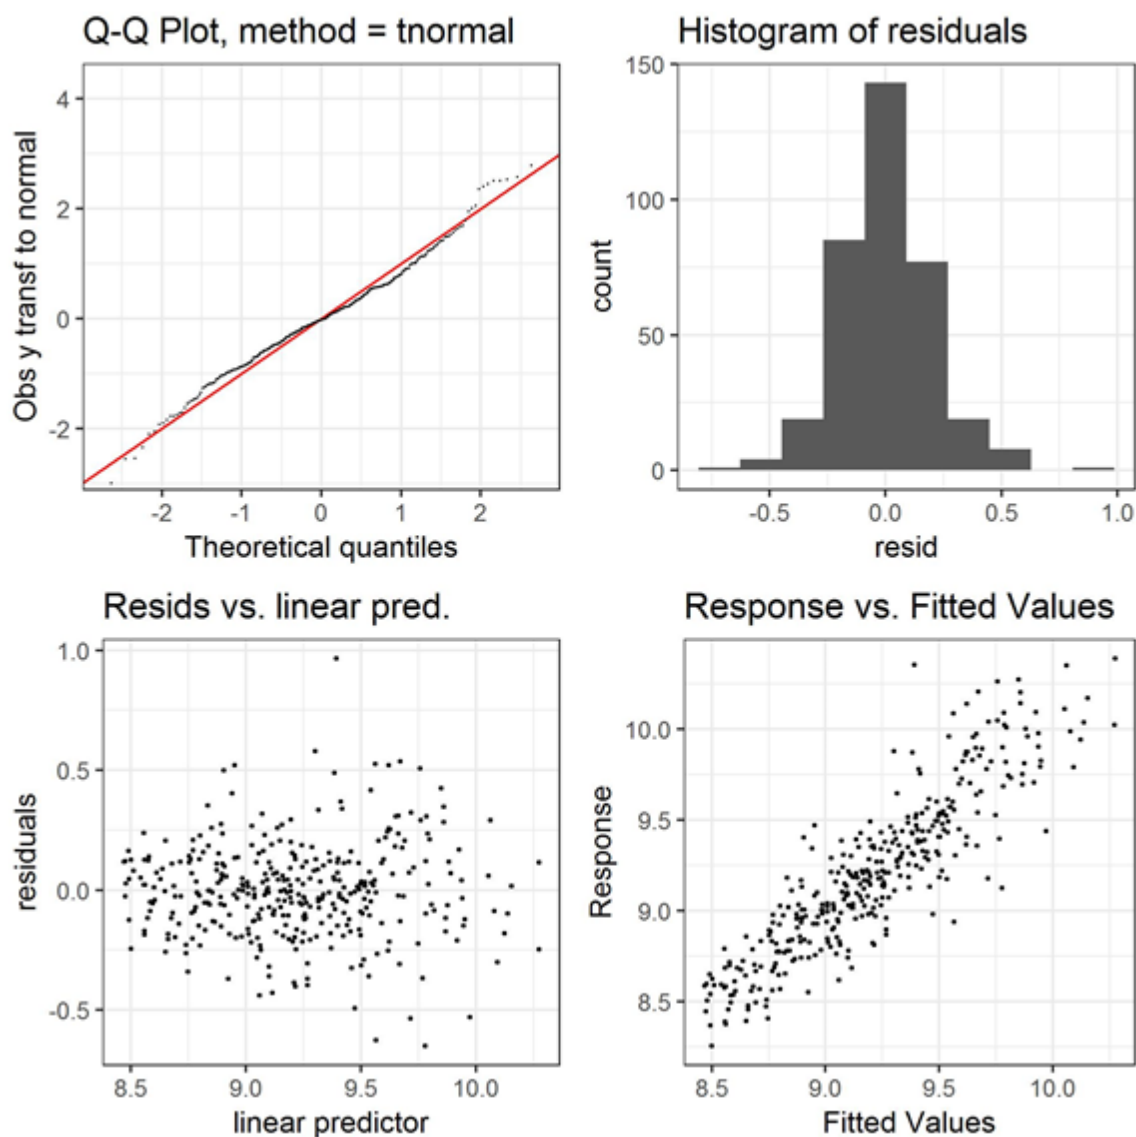 Q-Q Plot, method = tnormal
4
2
0
-2
Obs y transf to normal
-2 -1 0 1 2
Theoretical quantiles
Histogram of residuals
150
100
50
0
count
-0.5 0.0 0.5 1.0
resid
Resids vs. linear pred.
1.0
0.5
0.0
-0.5
residuals
8.5 9.0 9.5 10.0
linear predictor
Response vs. Fitted Values
10.0
9.5
9.0
8.5
Response
8.5 9.0 9.5 10.0
Fitted Values